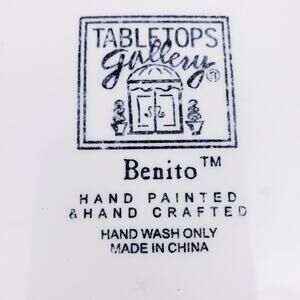 TABLETOPS
gallery®
Benito™
HAND PAINTED
& HAND CRAFTED
HAND WASH ONLY
MADE IN CHINA